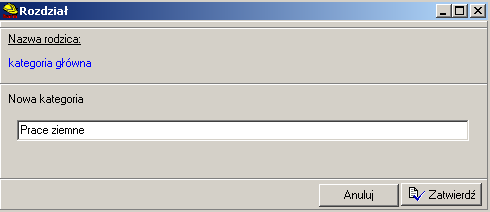 Rozdział
Nazwa rodzica:
kategoria główna
Nowa kategoria
Prace ziemne
Anuluj
Zatwierdź